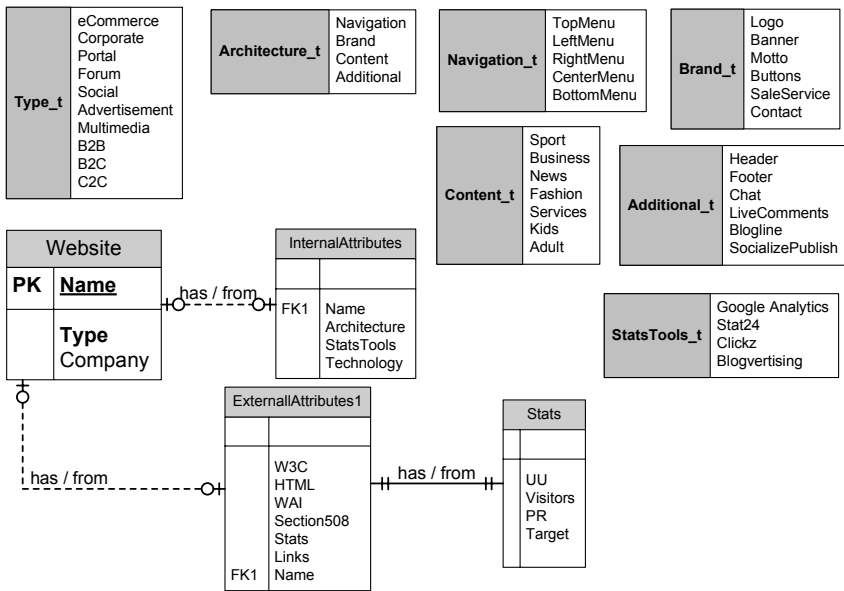 Type_t
eCommerce
Corporate
Portal
Forum
Social
Advertisement
Multimedia
B2B
B2C
C2C
Architecture_t
Navigation
Brand
Content
Additional
Navigation_t
TopMenu
LeftMenu
RightMenu
CenterMenu
BottomMenu
Brand_t
Logo
Banner
Motto
Buttons
SaleService
Contact
Content_t
Sport
Business
News
Fashion
Services
Kids
Adult
Additional_t
Header
Footer
Chat
LiveComments
Blogline
SocializePublish
StatsTools_t
Google Analytics
Stat24
Clickz
Blogvertising
Website
PK Name
Type
Company
has / from
InternalAttributes
FK1 Name
Architecture
StatsTools
Technology
has / from
ExternallAttributes1
W3C
HTML
WAI
Section508
Stats
Links
FK1 Name
has / from
Stats
UU
Visitors
PR
Target